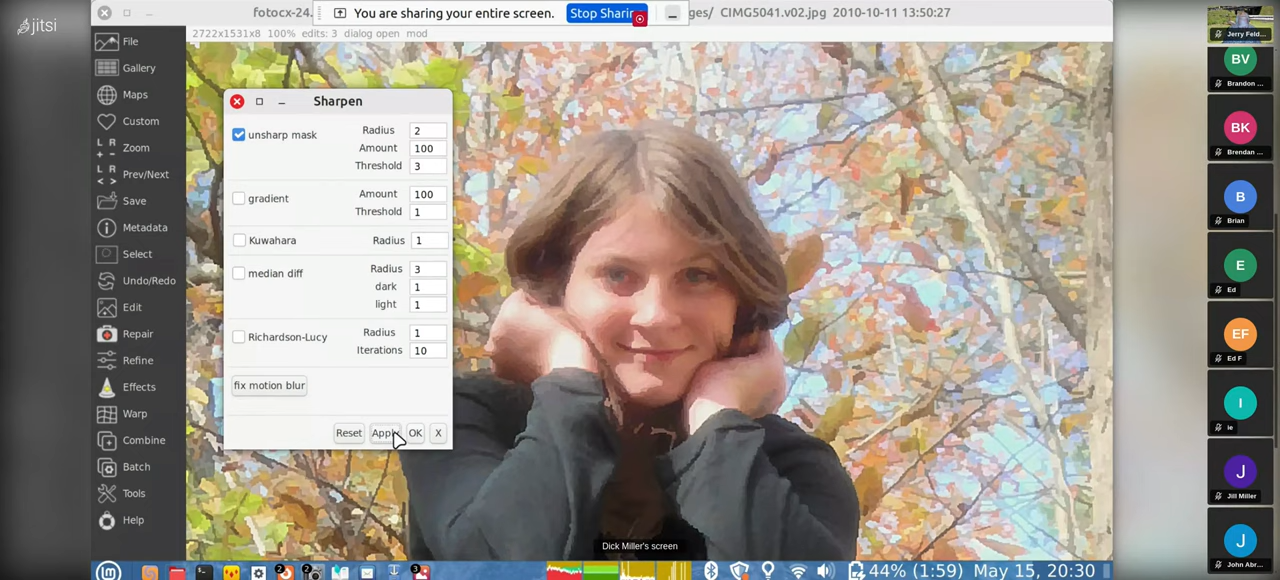 jitsi
fotocx-24.
You are sharing your entire screen.
Stop Sharing
ges/ CIMG5041.v02.jpg 2010-10-11 13:50:27
2722x1531x8 100% edits: 3 dialog open mod
File
Gallery
Maps
Custom
L R
Zoom
L R
Prev/Next
Save
Metadata
Select
Undo/Redo
Edit
Repair
Refine
Effects
Warp
Combine
Batch
Tools
Help
Sharpen
unsharp mask Radius 2
Amount 100
Threshold 3
gradient Amount 100
Threshold 1
Kuwahara Radius 1
median diff Radius 3
dark 1
light 1
Richardson-Lucy Radius 1
Iterations 10
fix motion blur
Reset Apply OK X
Dick Miller's screen
2 2 3
44% (1:59) May 15, 20:30
Jerry Feld...
BV
Brandon ...
BK
Brendan ...
B
Brian
E
Ed
EF
Ed F
I
ie
J
Jill Miller
J
John Abr...